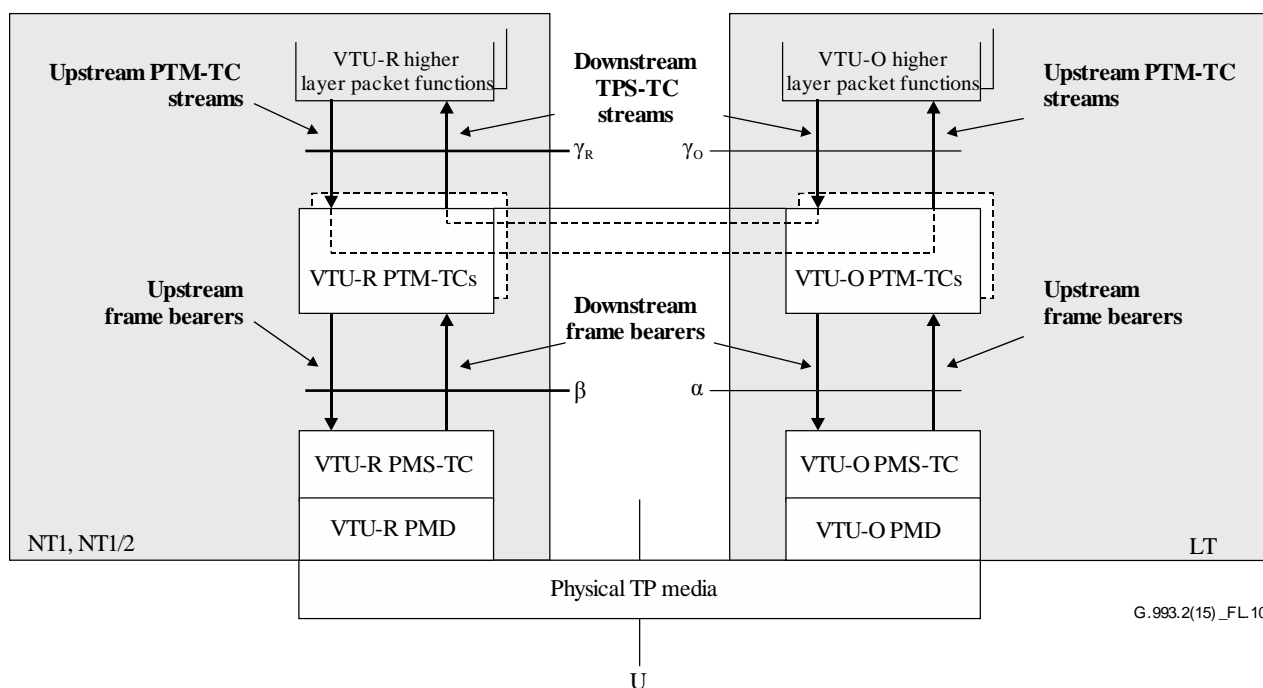 VTU-R higher
layer packet functions
Upstream PTM-TC
streams
Downstream
TPS-TC
streams
VTU-O higher
layer packet functions
Upstream PTM-TC
streams
γR
γO
VTU-R PTM-TCs
VTU-O PTM-TCs
Upstream
frame bearers
Downstream
frame bearers
Upstream
frame bearers
β
α
VTU-R PMS-TC
VTU-O PMS-TC
VTU-R PMD
VTU-O PMD
NT1, NT1/2
LT
Physical TP media
G.993.2(15)_FL.10
U